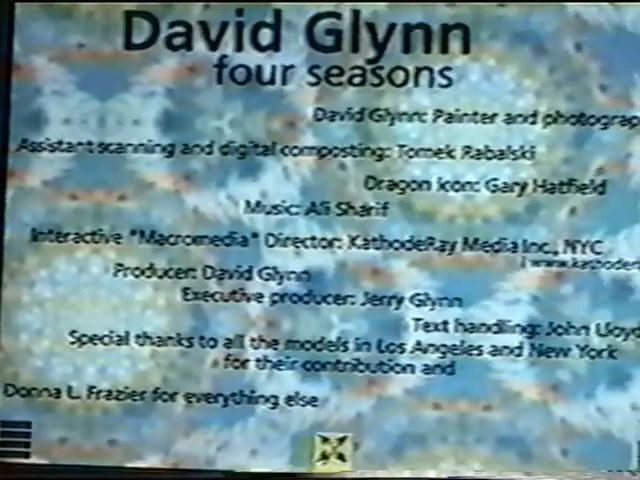 David Glynn
four seasons
David Glynn: Painter and photograp
Assistant scanning and digital composting: Tomek Rabalski
Dragon icon: Gary Hatfield
Music: Ali Sharif
Interactive "Macromedia" Director: KathodeRay Media Inc., NYC
Producer: David Glynn
Executive producer: Jerry Glynn
Text handling: John Lloyd
Special thanks to all the models in Los Angeles and New York
for their contribution and
Donna L. Frazier for everything else